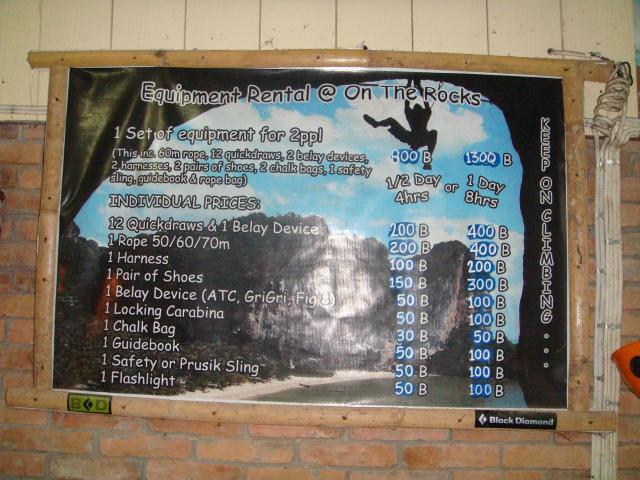 Equipment Rental @ On The Rocks
1 Set of equipment for 2ppl
(This inc. 60m rope, 12 quickdraws, 2 belay devices,
2 harnesses, 2 pairs of shoes, 2 chalk bags, 1 safety
sling, guidebook & rope bag)
800 B 1300 B
1/2 Day or 1 Day
4hrs 8hrs
INDIVIDUAL PRICES:
12 Quickdraws & 1 Belay Device 200 B 400 B
1 Rope 50/60/70m 200 B 400 B
1 Harness 100 B 200 B
1 Pair of Shoes 150 B 300 B
1 Belay Device (ATC, GriGri, Fig 8) 50 B 100 B
1 Locking Carabina 50 B 100 B
1 Chalk Bag 30 B 50 B
1 Guidebook 50 B 100 B
1 Safety or Prusik Sling 50 B 100 B
1 Flashlight 50 B 100 B
KEEP ON CLIMBING...
B D
Black Diamond